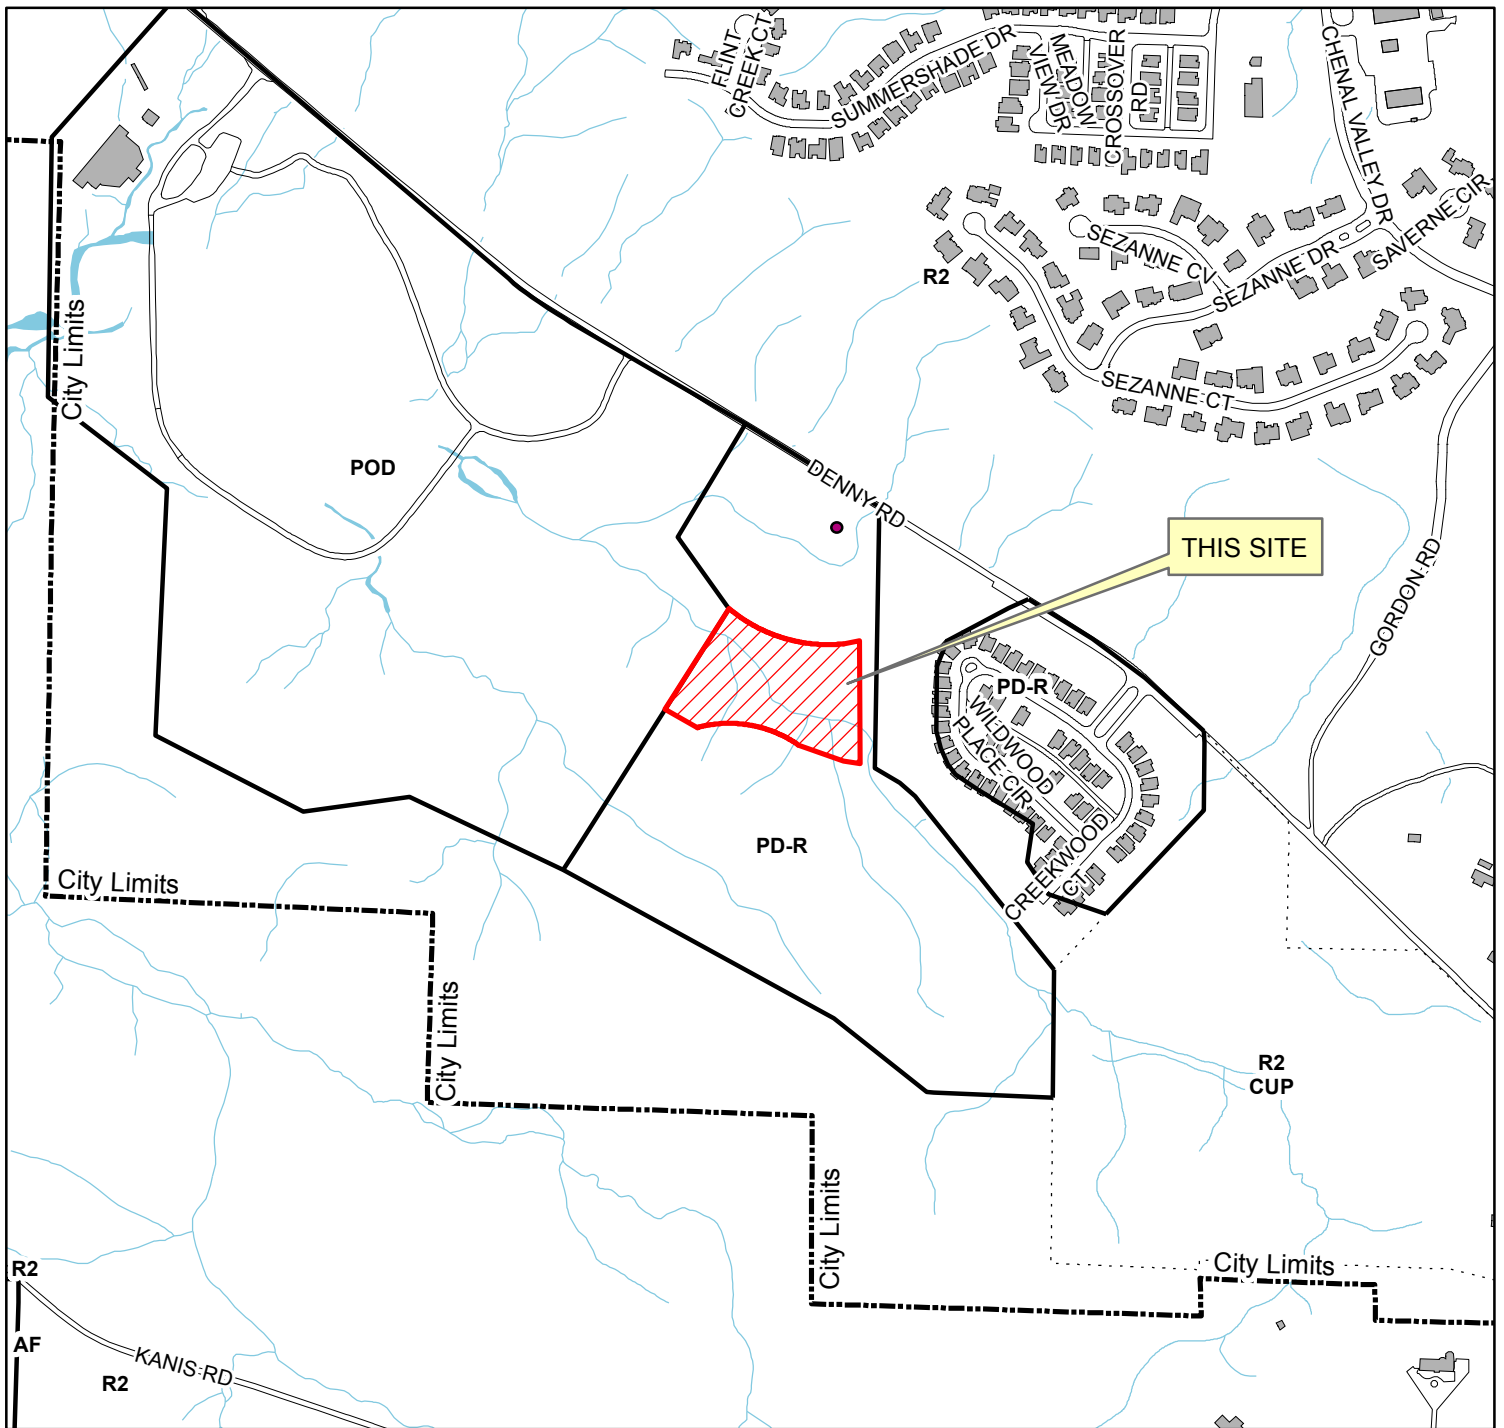 FLINT
CREEK CT
SUMMERSHADE DR
MEADOW
VIEW DR
CROSSOVER
RD
CHENAL VALLEY DR
SAVERNE CIR
SEZANNE CV
SEZANNE DR
R2
SEZANNE CT
City Limits
POD
DENNY RD
THIS SITE
GORDON RD
PD-R
WILDWOOD
PLACE CIR
PD-R
CREEKWOOD
CT
City Limits
City Limits
R2
CUP
City Limits
City Limits
R2
AF
KANIS RD
R2